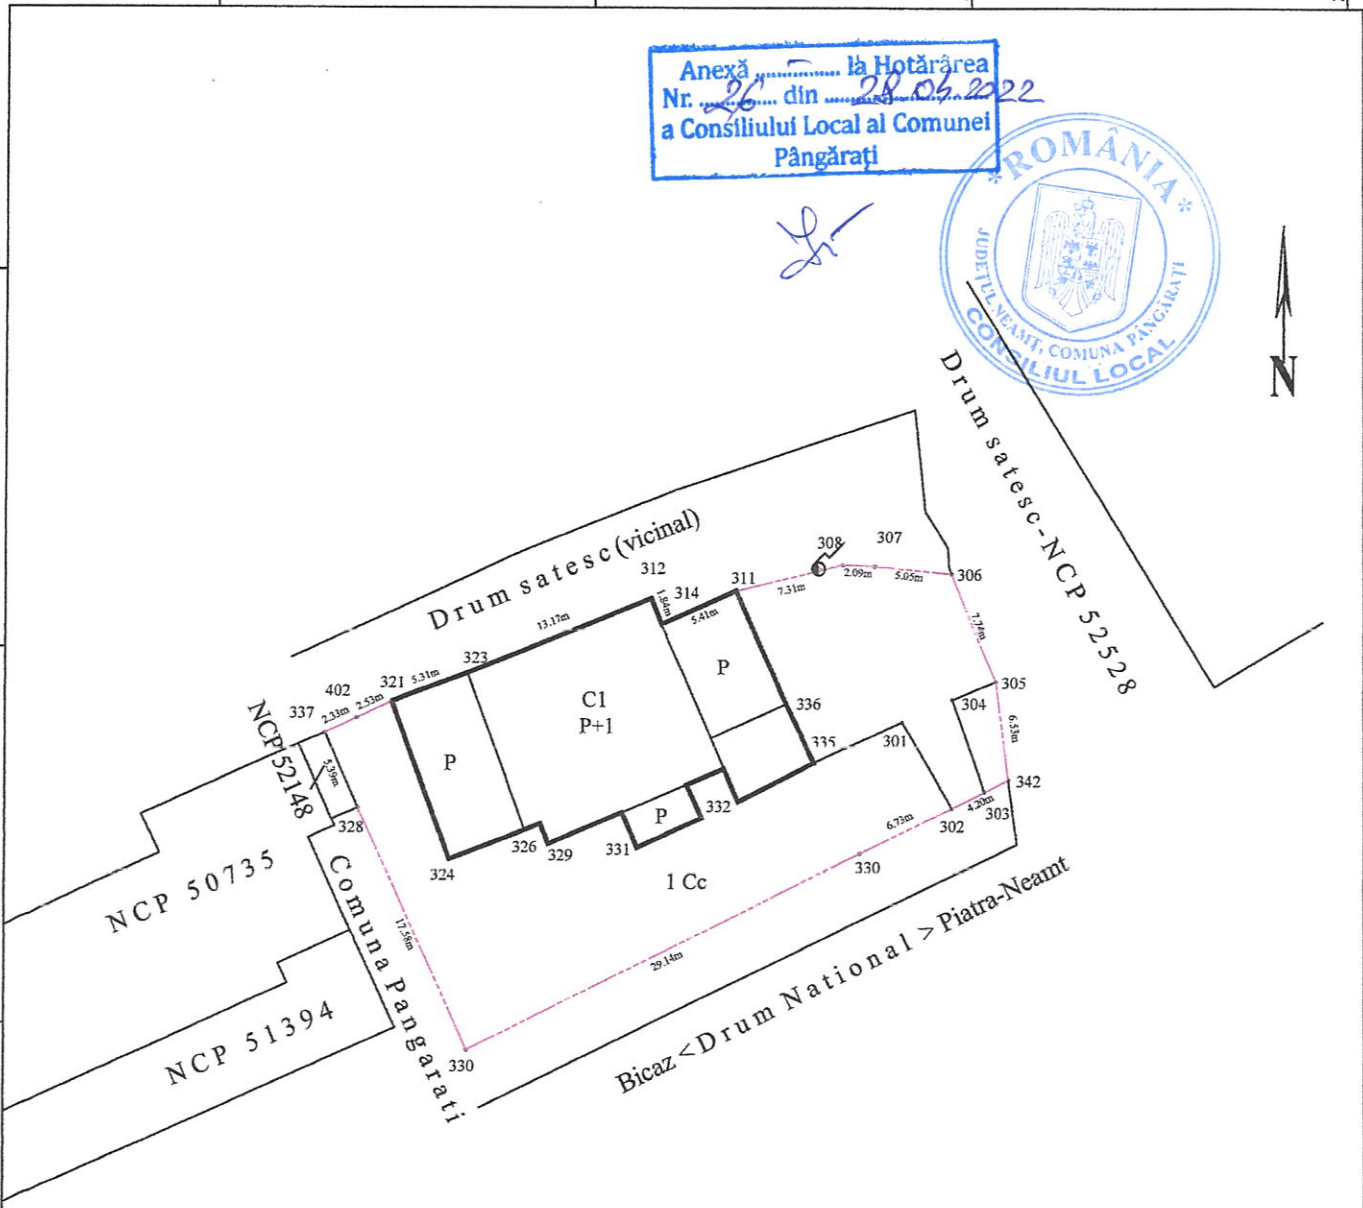 Anexă ............... la Hotărârea
Nr. 26 din 28.04.2022
a Consiliului Local al Comunei
Pângărați
*ROMÂNIA*
JUDEȚUL NEAMȚ, COMUNA PÂNGĂRAȚI
CONSILIUL LOCAL
N
Drum satesc-NCP 52528
Drum satesc (vicinal)
308
307
306
312
314
311
7.31m
2.09m
5.05m
1.84m
5.41m
13.17m
7.74m
323
321
5.31m
402
2.53m
337
2.33m
305
304
6.53m
P
C1
P+1
336
335
301
NCP 52148
5.39m
P
342
4.20m
303
302
332
P
328
326
329
331
6.73m
330
324
1 Cc
NCP 50735
Comuna Pangarati
17.58m
29.14m
Bicaz < Drum National > Piatra-Neamt
NCP 51394
330